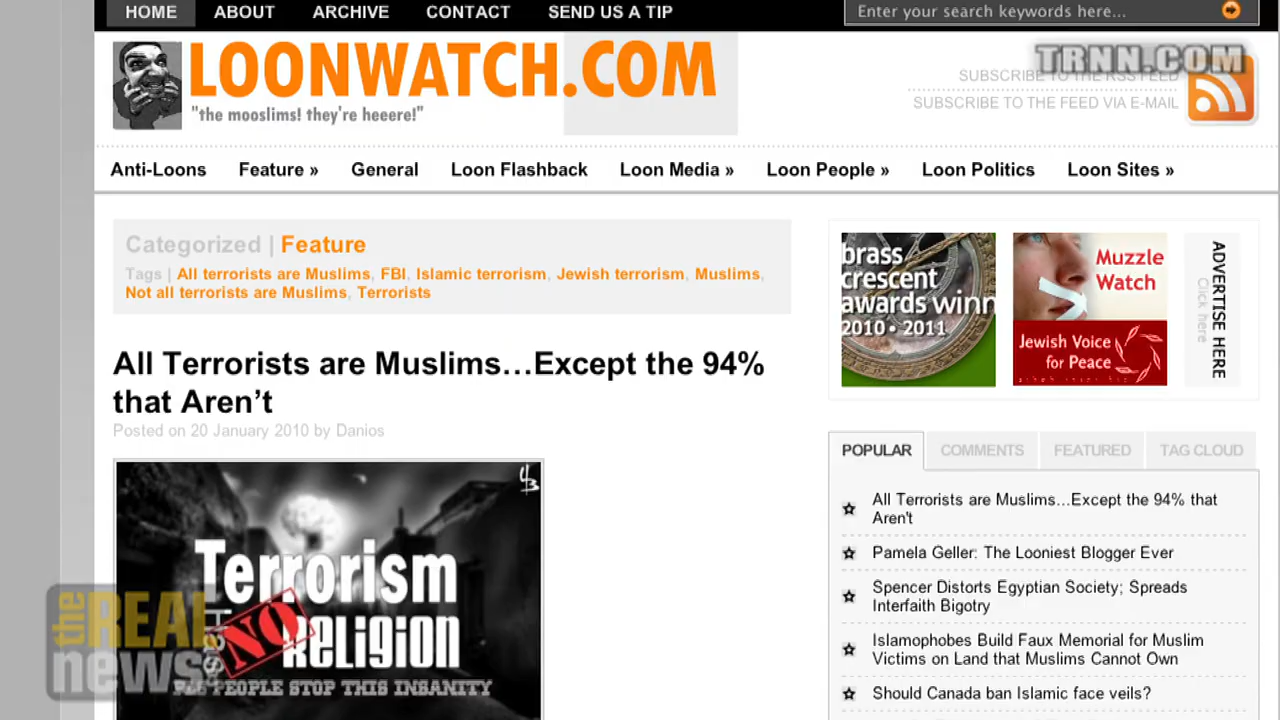 HOME ABOUT ARCHIVE CONTACT SEND US A TIP
Enter your search keywords here...
LOONWATCH.COM
"the mooslims! they're heeere!"
TRNN.COM
SUBSCRIBE TO THE RSS FEED
SUBSCRIBE TO THE FEED VIA E-MAIL
Anti-Loons Feature » General Loon Flashback Loon Media » Loon People » Loon Politics Loon Sites »
Categorized | Feature
Tags | All terrorists are Muslims, FBI, Islamic terrorism, Jewish terrorism, Muslims,
Not all terrorists are Muslims, Terrorists
All Terrorists are Muslims…Except the 94%
that Aren't
Posted on 20 January 2010 by Danios
Terrorism
Has
NO
Religion
PEOPLE STOP THIS INSANITY
the REAL
news
brass
crescent
awards winn
2010 • 2011
Muzzle
Watch
Jewish Voice
for Peace
ADVERTISE HERE
Click here
POPULAR COMMENTS FEATURED TAG CLOUD
All Terrorists are Muslims…Except the 94% that
Aren't
Pamela Geller: The Looniest Blogger Ever
Spencer Distorts Egyptian Society; Spreads
Interfaith Bigotry
Islamophobes Build Faux Memorial for Muslim
Victims on Land that Muslims Cannot Own
Should Canada ban Islamic face veils?